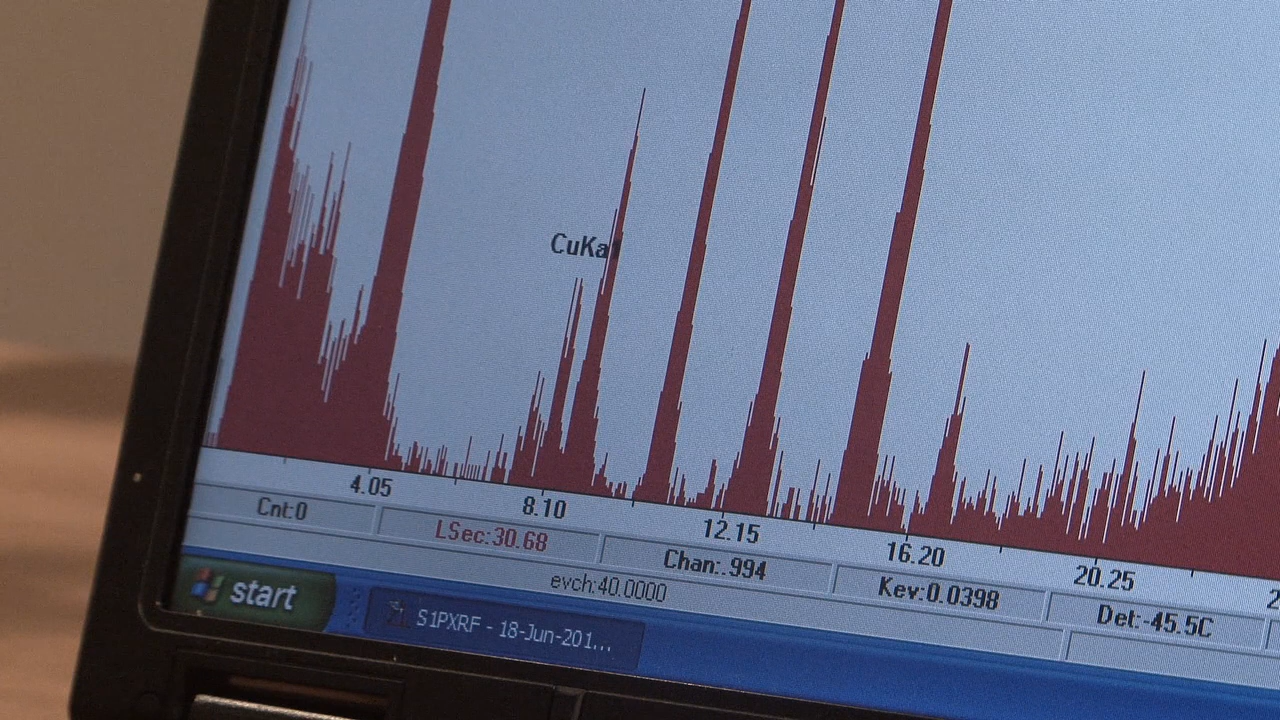 CuKa
4.05 8.10 12.15 16.20 20.25
Cnt:0 LSec:30.68 Chan:.994 Kev:0.0398 Det:-45.5C
evch:40.0000
start S1PXRF - 18-Jun-201...